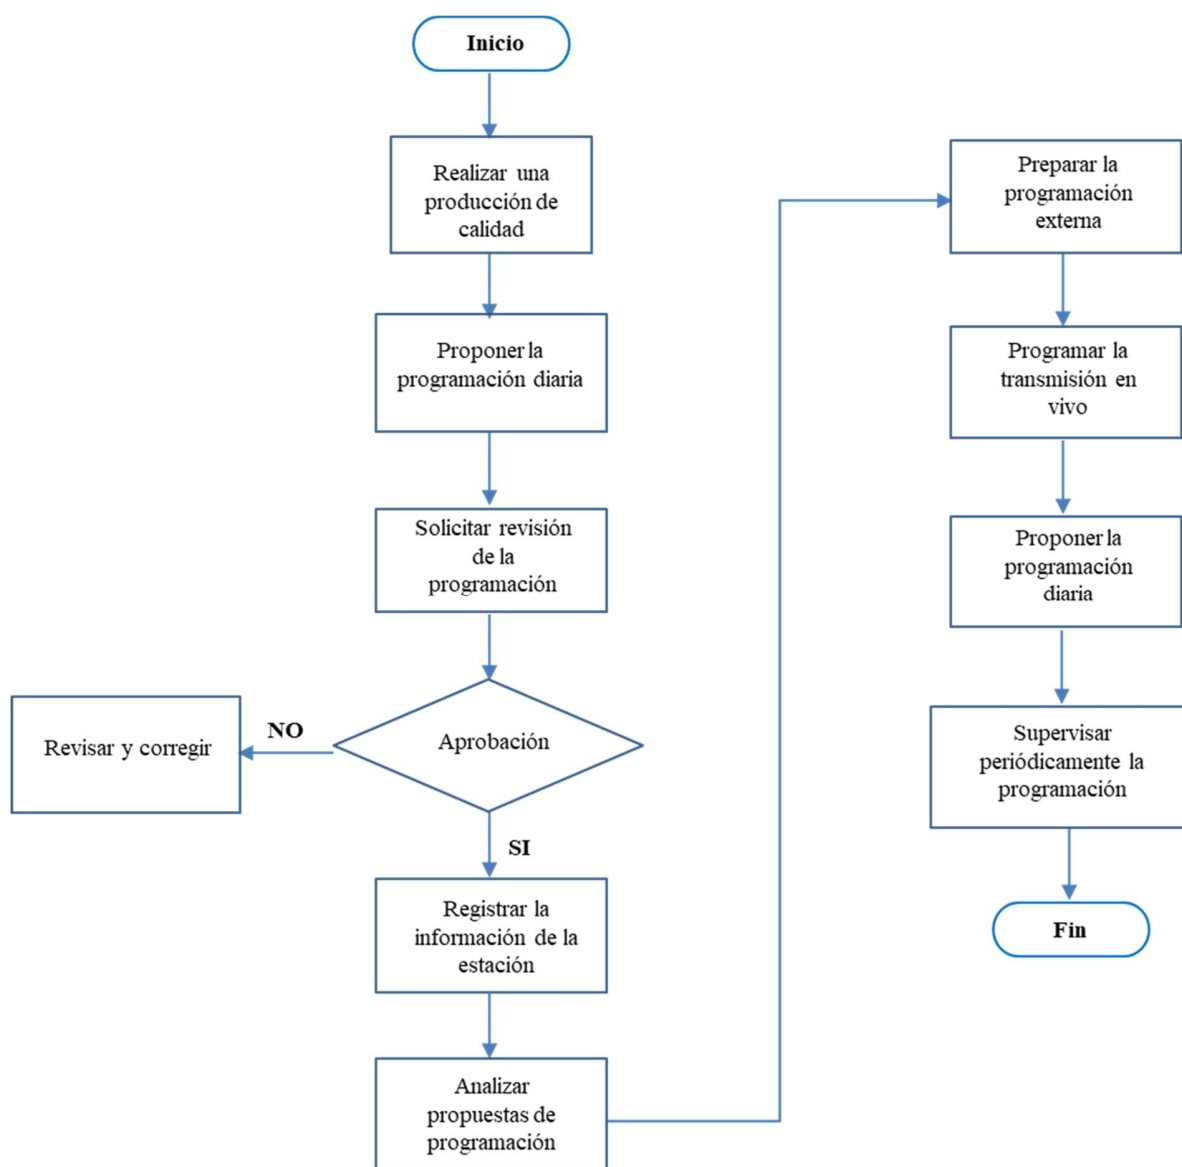 Inicio
Realizar una
producción de
calidad
Proponer la
programación diaria
Solicitar revisión
de la
programación
Aprobación
NO
Revisar y corregir
SI
Registrar la
información de la
estación
Analizar
propuestas de
programación
Preparar la
programación
externa
Programar la
transmisión en
vivo
Proponer la
programación
diaria
Supervisar
periódicamente la
programación
Fin